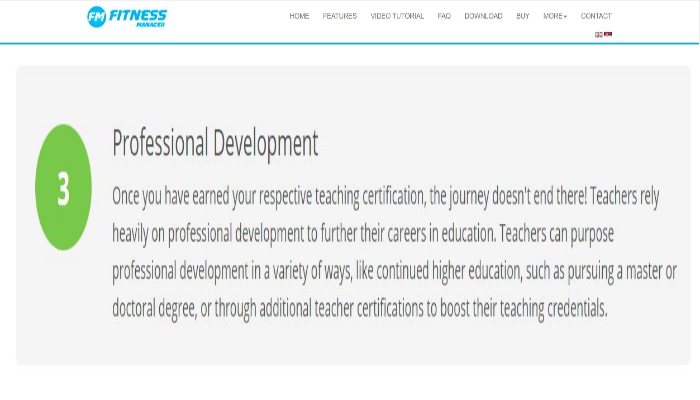 FM FITNESS
MANAGER
HOME FEATURES VIDEO TUTORIAL FAQ DOWNLOAD BUY MORE CONTACT
3
Professional Development
Once you have earned your respective teaching certification, the journey doesn't end there! Teachers rely
heavily on professional development to further their careers in education. Teachers can purpose
professional development in a variety of ways, like continued higher education, such as pursuing a master or
doctoral degree, or through additional teacher certifications to boost their teaching credentials.